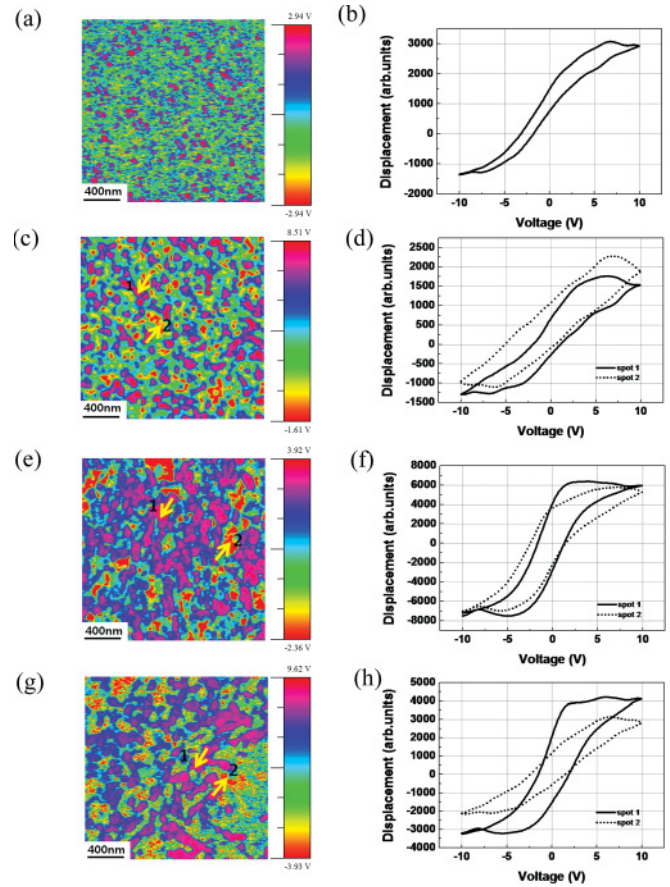 (a)
2.94 V
-2.94 V
400nm
(b)
Displacement (arb.units)
3000
2000
1000
0
-1000
-2000
-10 -5 0 5 10
Voltage (V)
(c)
8.51 V
-1.61 V
1
2
400nm
(d)
Displacement (arb.units)
2500
2000
1500
1000
500
0
-500
-1000
-1500
spot 1
spot 2
-10 -5 0 5 10
Voltage (V)
(e)
3.92 V
-2.36 V
1
2
400nm
(f)
Displacement (arb.units)
8000
6000
4000
2000
0
-2000
-4000
-6000
-8000
spot 1
spot 2
-10 -5 0 5 10
Voltage (V)
(g)
9.62 V
-3.93 V
1
2
400nm
(h)
Displacement (arb.units)
5000
4000
3000
2000
1000
0
-1000
-2000
-3000
-4000
spot 1
spot 2
-10 -5 0 5 10
Voltage (V)